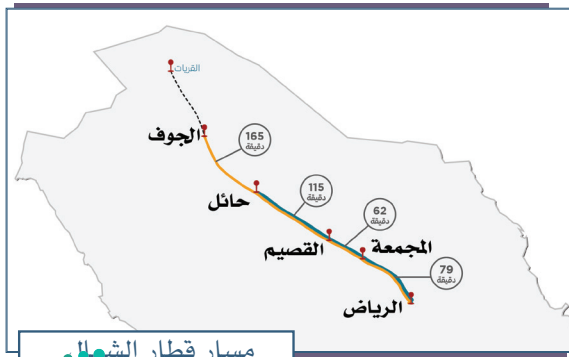 القريات
الجوف
165
دقيقة
115
دقيقة
حائل
62
دقيقة
المجمعة
القصيم
79
دقيقة
الرياض
مسار قطار الشمال